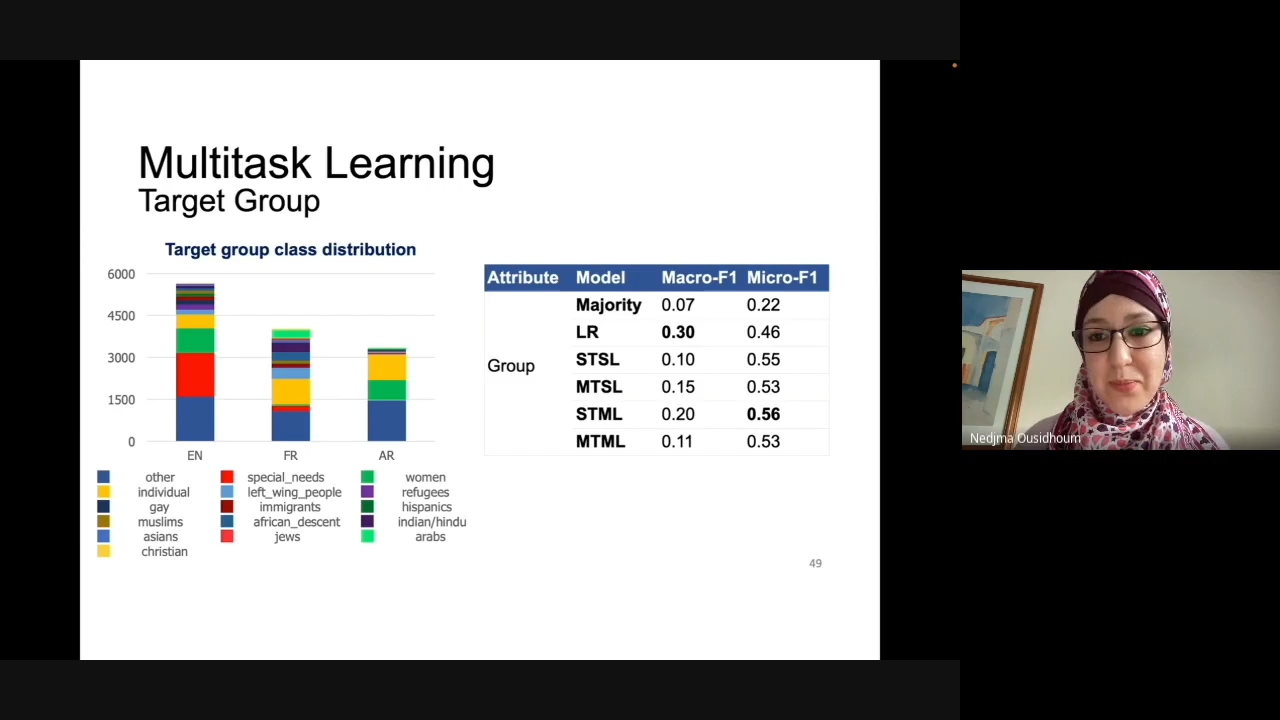 Multitask Learning
Target Group
Target group class distribution
6000
4500
3000
1500
0
EN FR AR
other special_needs women
individual left_wing_people refugees
gay immigrants hispanics
muslims african_descent indian/hindu
asians jews arabs
christian
Attribute Model Macro-F1 Micro-F1
Majority 0.07 0.22
LR 0.30 0.46
STSL 0.10 0.55
Group
MTSL 0.15 0.53
STML 0.20 0.56
MTML 0.11 0.53
49
Nedjma Ousidhoum